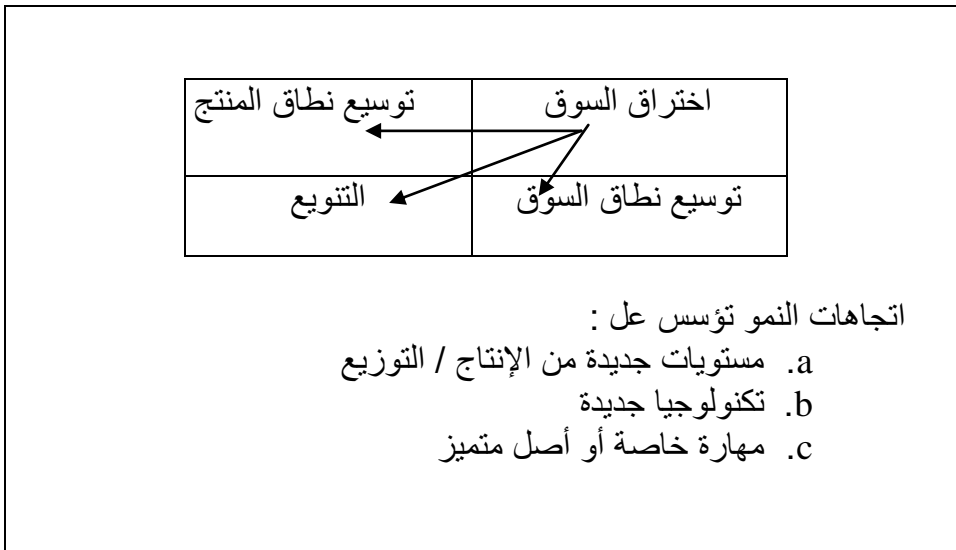 اختراق السوق
توسيع نطاق المنتج
توسيع نطاق السوق
التنويع
اتجاهات النمو تؤسس عل :
a. مستويات جديدة من الإنتاج / التوزيع
b. تكنولوجيا جديدة
c. مهارة خاصة أو أصل متميز